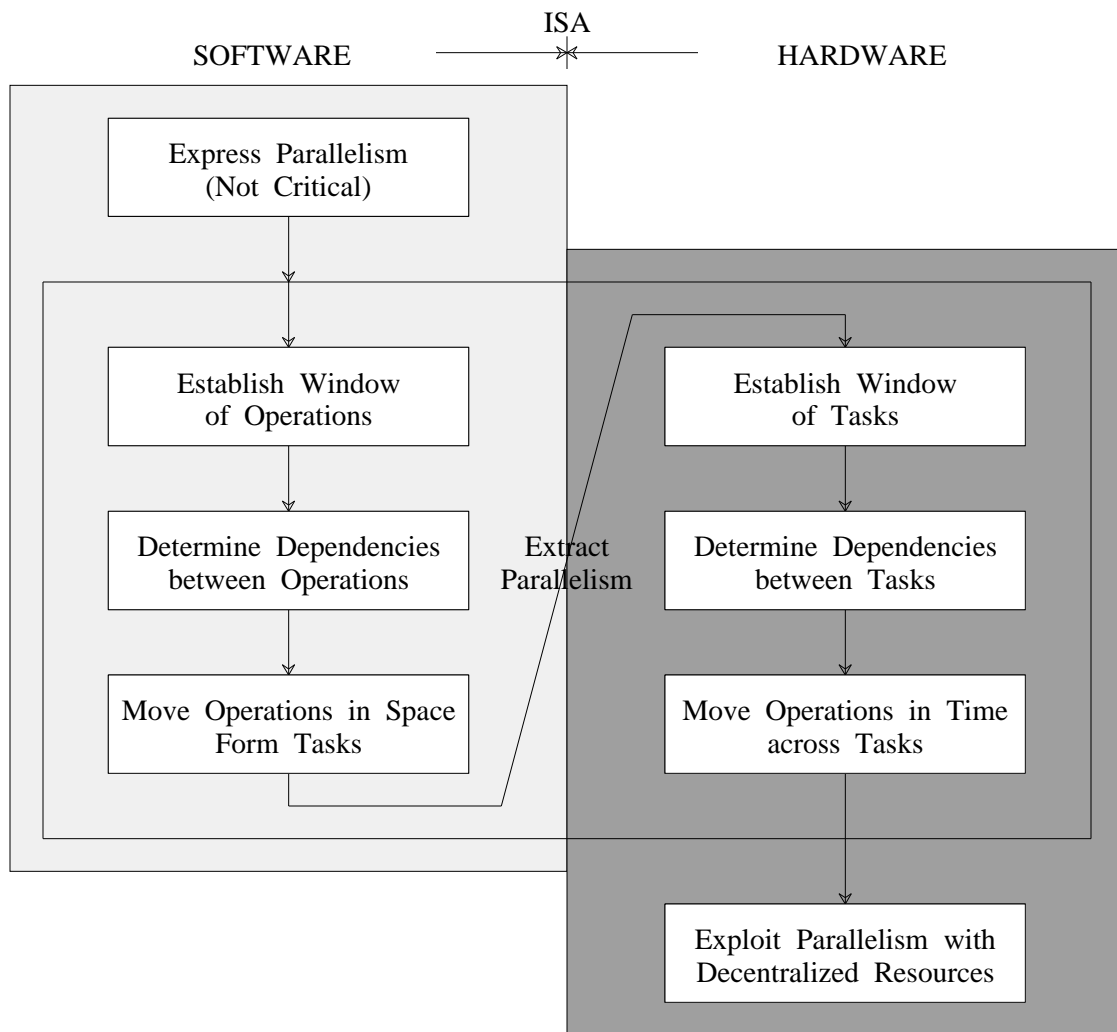 ISA
SOFTWARE
HARDWARE
Express Parallelism
(Not Critical)
Establish Window
of Operations
Determine Dependencies
between Operations
Move Operations in Space
Form Tasks
Extract
Parallelism
Establish Window
of Tasks
Determine Dependencies
between Tasks
Move Operations in Time
across Tasks
Exploit Parallelism with
Decentralized Resources